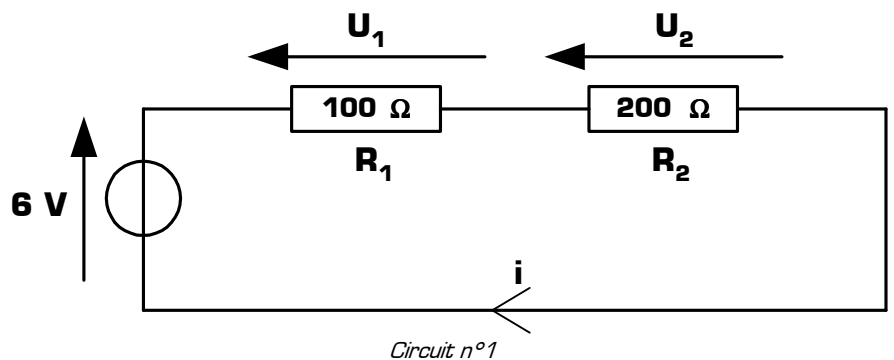 U₁ U₂
100 Ω 200 Ω
R₁ R₂
6 V
i
Circuit n°1